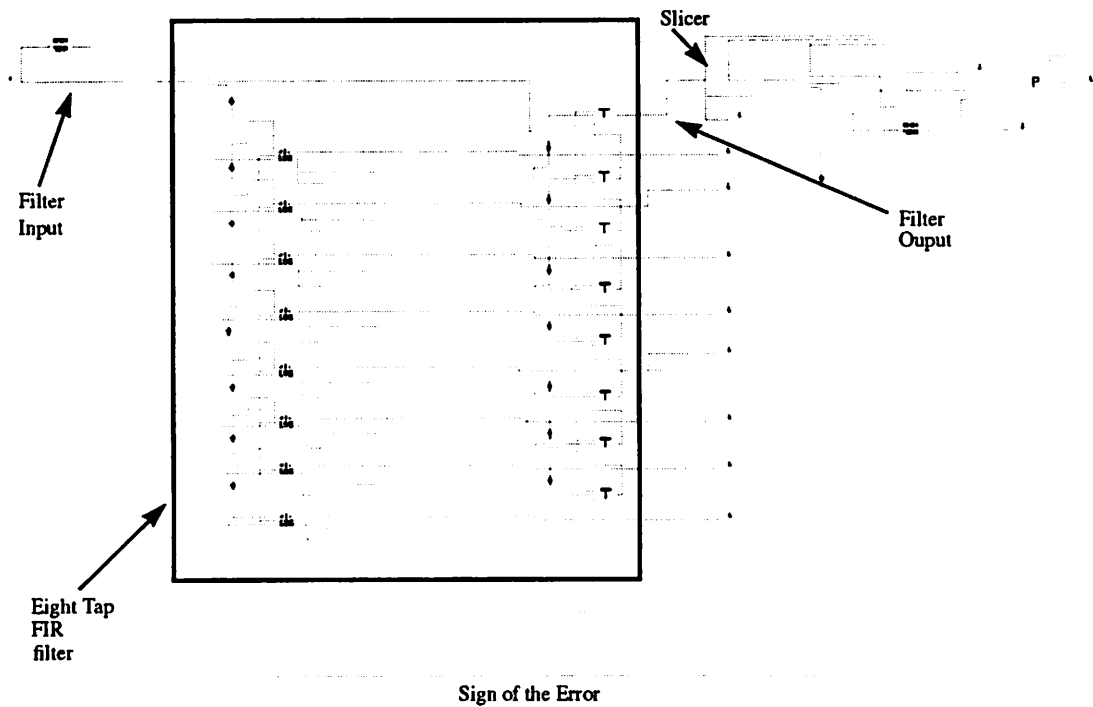 Slicer
Filter
Input
Filter
Ouput
P
Eight Tap
FIR
filter
Sign of the Error